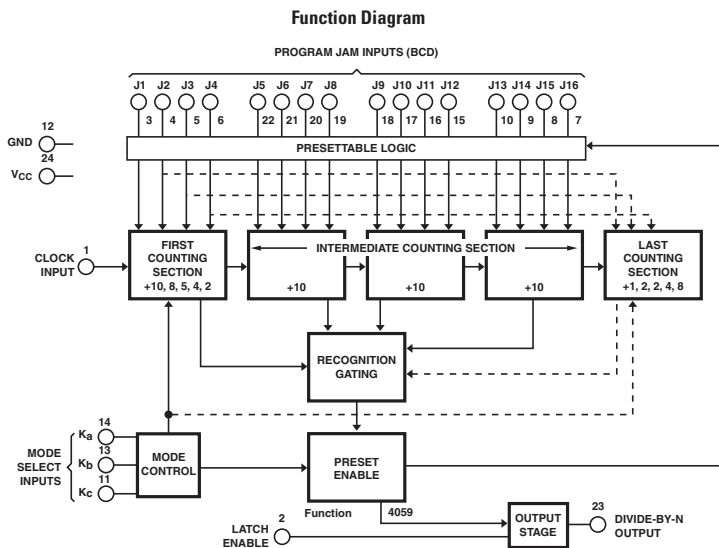 Function Diagram
PROGRAM JAM INPUTS (BCD)
J1 J2 J3 J4 J5 J6 J7 J8 J9 J10 J11 J12 J13 J14 J15 J16
3 4 5 6 22 21 20 19 18 17 16 15 10 9 8 7
12
GND
24
VCC
PRESETTABLE LOGIC
1
CLOCK
INPUT
FIRST
COUNTING
SECTION
+10, 8, 5, 4, 2
INTERMEDIATE COUNTING SECTION
+10 +10 +10
LAST
COUNTING
SECTION
+1, 2, 2, 4, 8
RECOGNITION
GATING
MODE
SELECT
INPUTS
Ka 14
Kb 13
Kc 11
MODE
CONTROL
PRESET
ENABLE
Function 4059
2
LATCH
ENABLE
OUTPUT
STAGE
23
DIVIDE-BY-N
OUTPUT